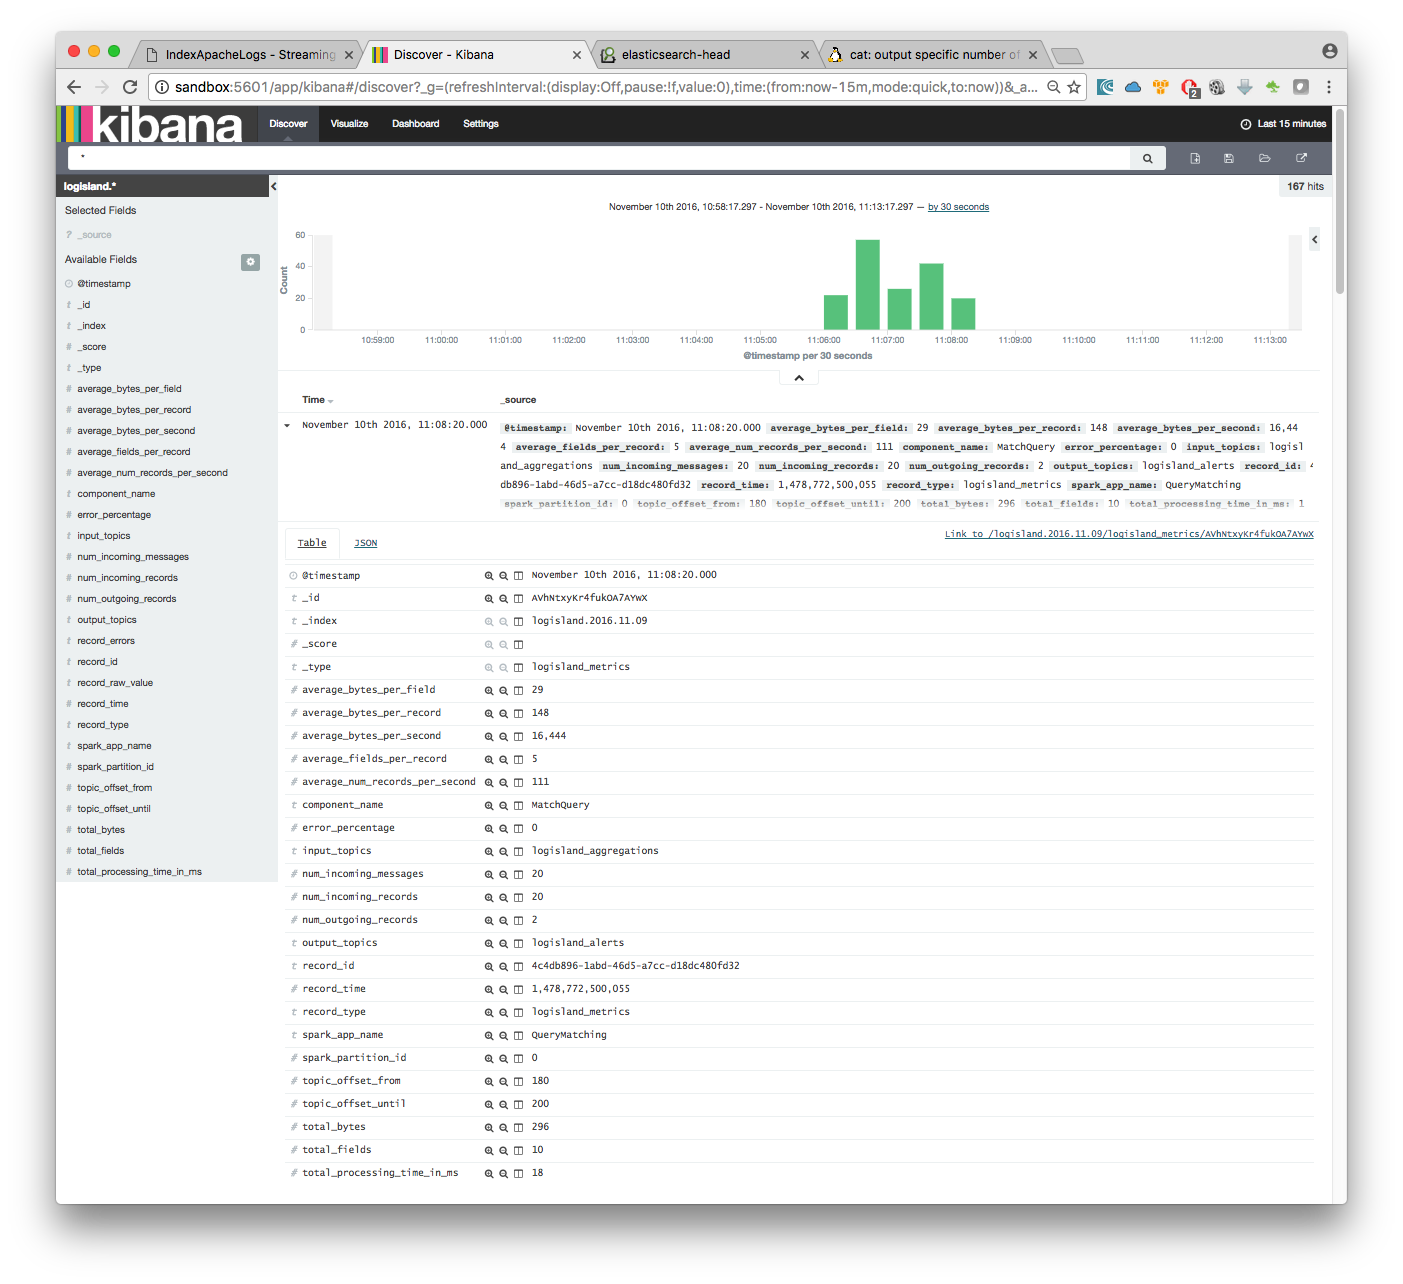 IndexApacheLogs - Streaming
Discover - Kibana
elasticsearch-head
cat: output specific number of
sandbox:5601/app/kibana#/discover?_g=(refreshInterval:(display:Off,pause:!f,value:0),time:(from:now-15m,mode:quick,to:now))&_a...
2
kibana
Discover
Visualize
Dashboard
Settings
Last 15 minutes
*
logisland.*
167 hits
Selected Fields
? _source
Available Fields
@timestamp
t _id
t _index
# _score
t _type
# average_bytes_per_field
# average_bytes_per_record
# average_bytes_per_second
# average_fields_per_record
# average_num_records_per_second
t component_name
# error_percentage
t input_topics
# num_incoming_messages
# num_incoming_records
# num_outgoing_records
t output_topics
t record_errors
t record_id
t record_raw_value
# record_time
t record_type
t spark_app_name
# spark_partition_id
# topic_offset_from
# topic_offset_until
# total_bytes
# total_fields
# total_processing_time_in_ms
November 10th 2016, 10:58:17.297 - November 10th 2016, 11:13:17.297 — by 30 seconds
Count
60
40
20
0
10:59:00 11:00:00 11:01:00 11:02:00 11:03:00 11:04:00 11:05:00 11:06:00 11:07:00 11:08:00 11:09:00 11:10:00 11:11:00 11:12:00 11:13:00
@timestamp per 30 seconds
Time _source
November 10th 2016, 11:08:20.000
@timestamp: November 10th 2016, 11:08:20.000 average_bytes_per_field: 29 average_bytes_per_record: 148 average_bytes_per_second: 16,44
4 average_fields_per_record: 5 average_num_records_per_second: 111 component_name: MatchQuery error_percentage: 0 input_topics: logisl
and_aggregations num_incoming_messages: 20 num_incoming_records: 20 num_outgoing_records: 2 output_topics: logisland_alerts record_id: 4
db896-1abd-46d5-a7cc-d18dc480fd32 record_time: 1,478,772,500,055 record_type: logisland_metrics spark_app_name: QueryMatching
spark_partition_id: 0 topic_offset_from: 180 topic_offset_until: 200 total_bytes: 296 total_fields: 10 total_processing_time_in_ms: 1
Table
JSON
Link to /logisland.2016.11.09/logisland_metrics/AVhNtxyKr4fukOA7AYwX
@timestamp November 10th 2016, 11:08:20.000
t _id AVhNtxyKr4fukOA7AYwX
t _index logisland.2016.11.09
# _score
t _type logisland_metrics
# average_bytes_per_field 29
# average_bytes_per_record 148
# average_bytes_per_second 16,444
# average_fields_per_record 5
# average_num_records_per_second 111
t component_name MatchQuery
# error_percentage 0
t input_topics logisland_aggregations
# num_incoming_messages 20
# num_incoming_records 20
# num_outgoing_records 2
t output_topics logisland_alerts
t record_id 4c4db896-1abd-46d5-a7cc-d18dc480fd32
# record_time 1,478,772,500,055
t record_type logisland_metrics
t spark_app_name QueryMatching
# spark_partition_id 0
# topic_offset_from 180
# topic_offset_until 200
# total_bytes 296
# total_fields 10
# total_processing_time_in_ms 18